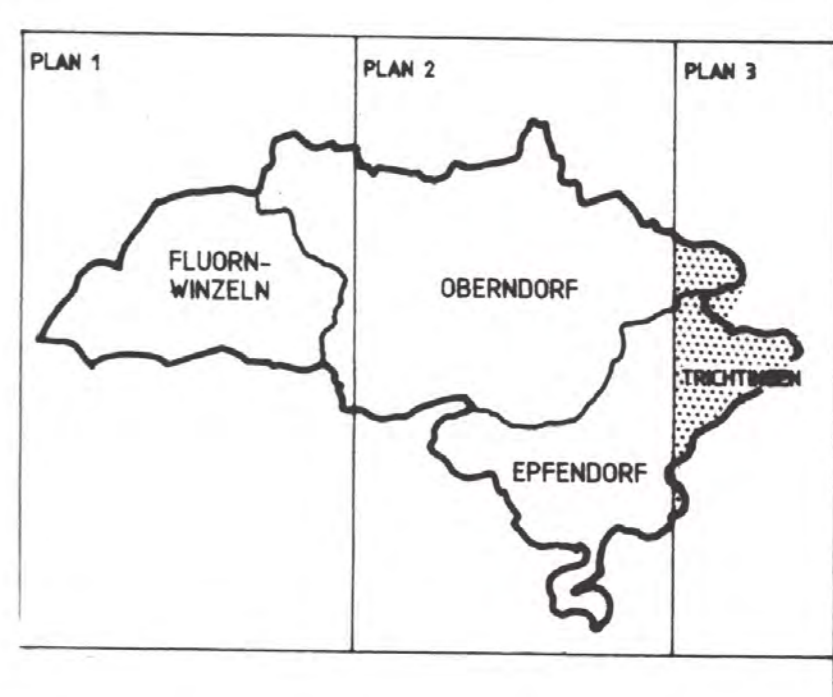 PLAN 1
PLAN 2
PLAN 3
FLUORN-
WINZELN
OBERNDORF
TRICHTINGEN
EPFENDORF